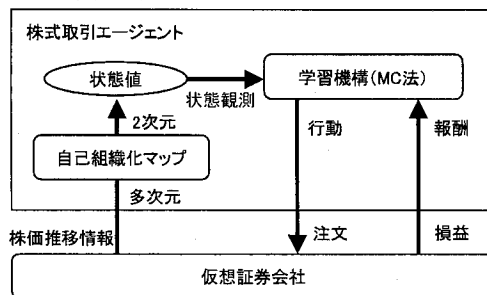 株式取引エージェント
状態値
学習機構(MC法)
状態観測
2次元
行動
報酬
自己組織化マップ
多次元
株価推移情報
注文
損益
仮想証券会社